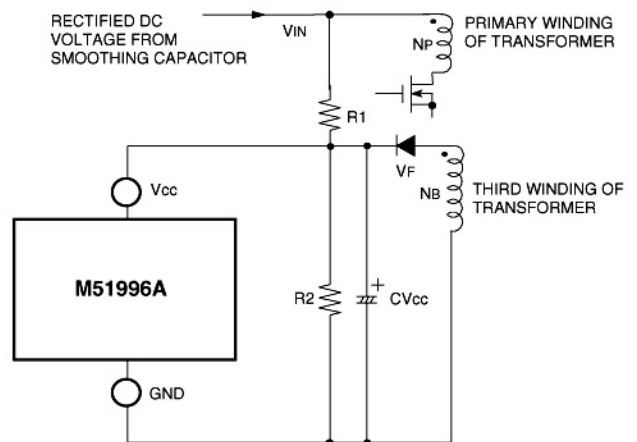 RECTIFIED DC
VOLTAGE FROM
SMOOTHING CAPACITOR
VIN
NP
PRIMARY WINDING
OF TRANSFORMER
R1
VF
NB
THIRD WINDING OF
TRANSFORMER
Vcc
M51996A
R2
+
CVcc
GND